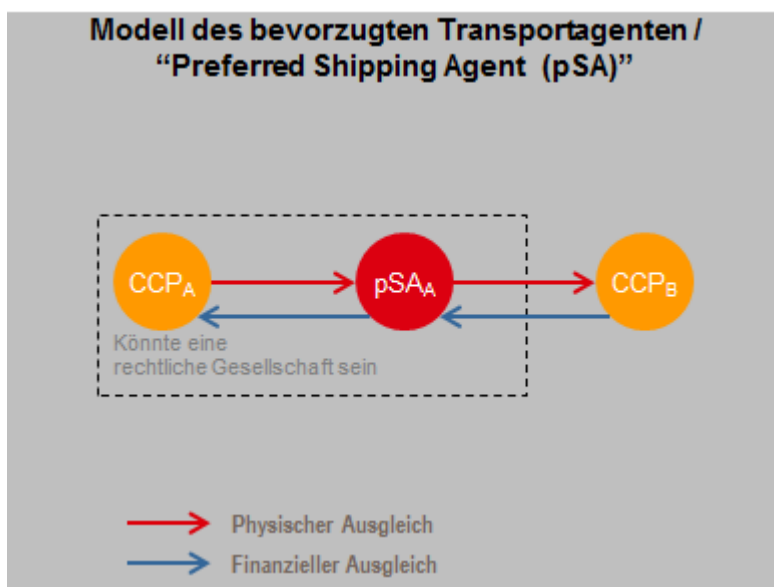 Modell des bevorzugten Transportagenten /
“Preferred Shipping Agent (pSA)”
CCPA
pSAA
CCPB
Könnte eine
rechtliche Gesellschaft sein
Physischer Ausgleich
Finanzieller Ausgleich